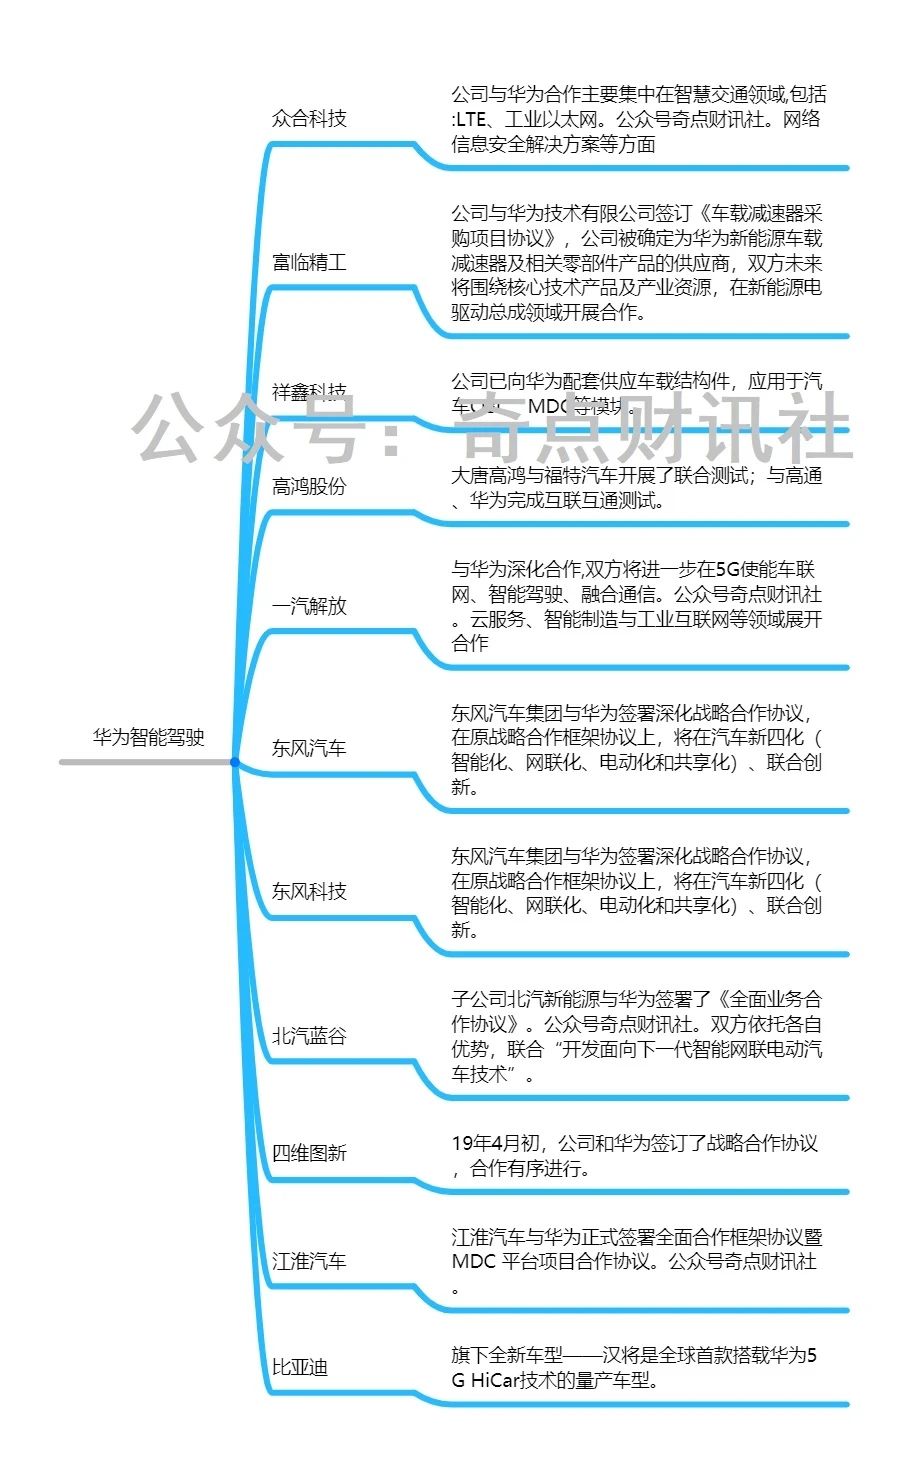 众合科技
公司与华为合作主要集中在智慧交通领域,包括
:LTE、工业以太网。公众号奇点财讯社。网络
信息安全解决方案等方面
富临精工
公司与华为技术有限公司签订《车载减速器采
购项目协议》，公司被确定为华为新能源车载
减速器及相关零部件产品的供应商，双方未来
将围绕核心技术产品及产业资源，在新能源电
驱动总成领域开展合作。
祥鑫科技
公司已向华为配套供应车载结构件，应用于汽
车 MDC等模块。
公众号：奇点财讯社
高鸿股份
大唐高鸿与福特汽车开展了联合测试；与高通
、华为完成互联互通测试。
一汽解放
与华为深化合作,双方将进一步在5G使能车联
网、智能驾驶、融合通信。公众号奇点财讯社
。云服务、智能制造与工业互联网等领域展开
合作
华为智能驾驶
东风汽车
东风汽车集团与华为签署深化战略合作协议，
在原战略合作框架协议上，将在汽车新四化（
智能化、网联化、电动化和共享化）、联合创
新。
东风科技
东风汽车集团与华为签署深化战略合作协议，
在原战略合作框架协议上，将在汽车新四化（
智能化、网联化、电动化和共享化）、联合创
新。
北汽蓝谷
子公司北汽新能源与华为签署了《全面业务合
作协议》。公众号奇点财讯社。双方依托各自
优势，联合“开发面向下一代智能网联电动汽
车技术”。
四维图新
19年4月初，公司和华为签订了战略合作协议
，合作有序进行。
江淮汽车
江淮汽车与华为正式签署全面合作框架协议暨
MDC 平台项目合作协议。公众号奇点财讯社
。
比亚迪
旗下全新车型——汉将是全球首款搭载华为5
G HiCar技术的量产车型。